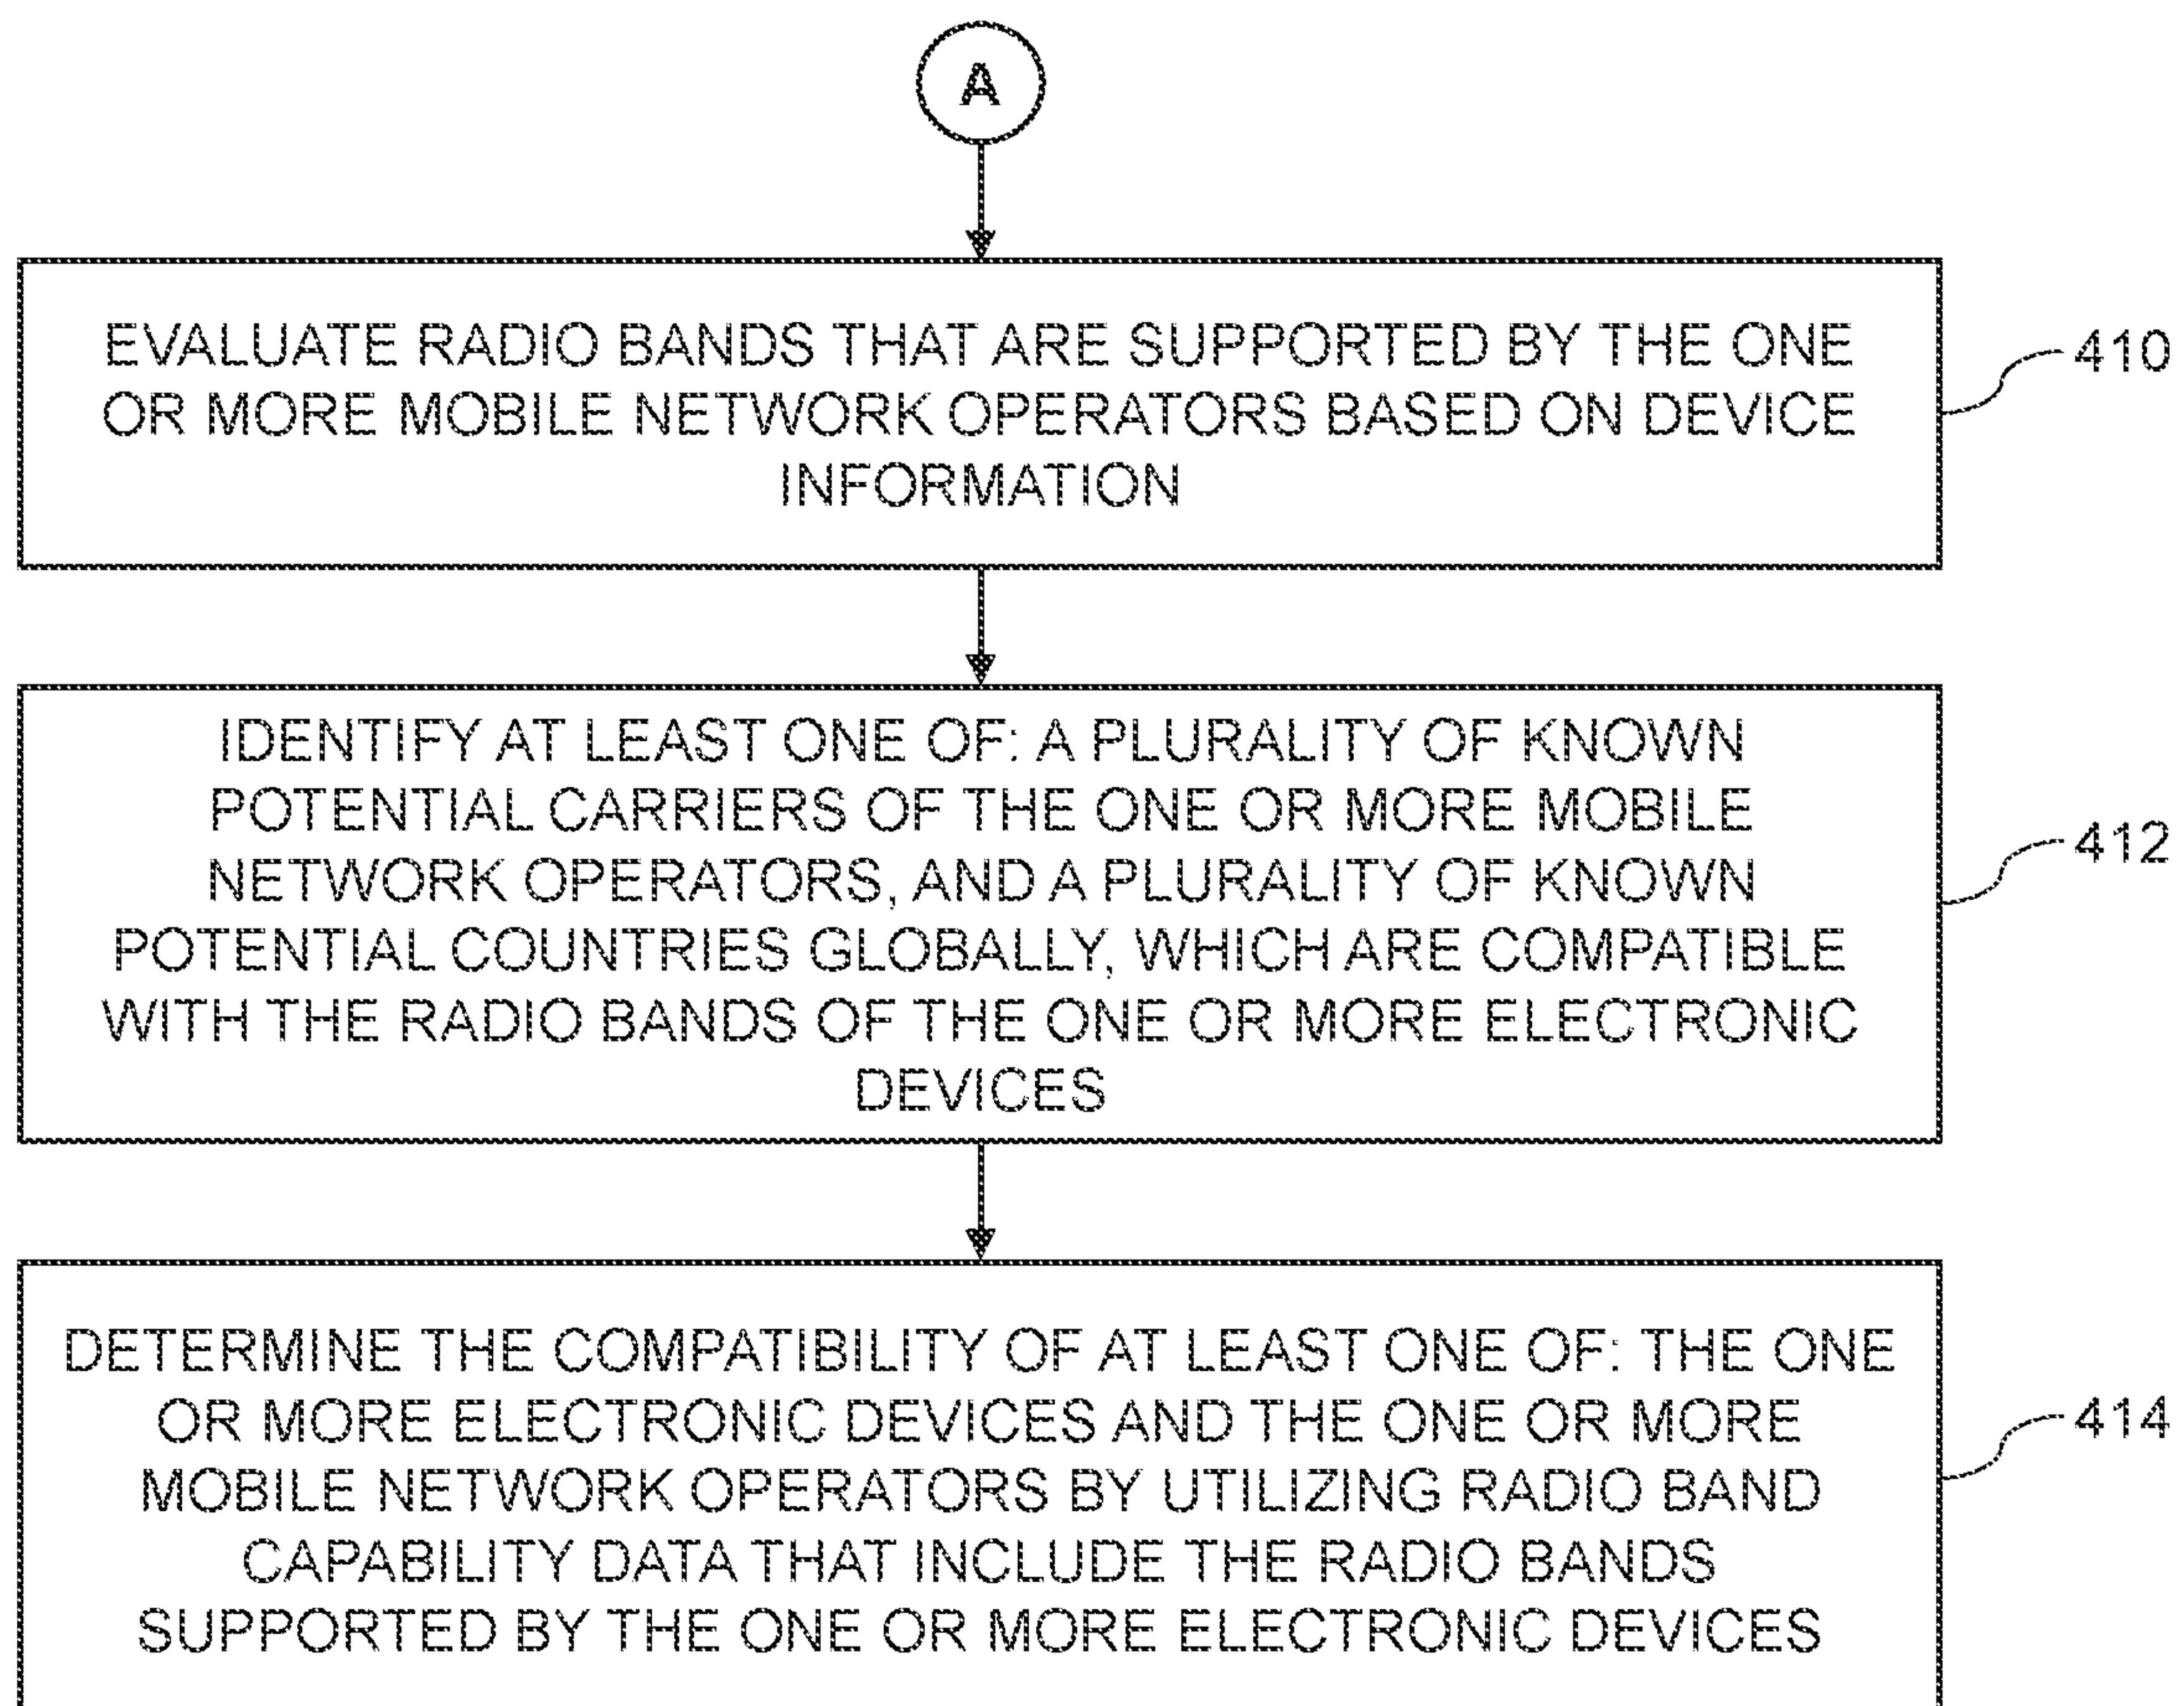 A
EVALUATE RADIO BANDS THAT ARE SUPPORTED BY THE ONE
OR MORE MOBILE NETWORK OPERATORS BASED ON DEVICE
INFORMATION
410
IDENTIFY AT LEAST ONE OF: A PLURALITY OF KNOWN
POTENTIAL CARRIERS OF THE ONE OR MORE MOBILE
NETWORK OPERATORS, AND A PLURALITY OF KNOWN
POTENTIAL COUNTRIES GLOBALLY, WHICH ARE COMPATIBLE
WITH THE RADIO BANDS OF THE ONE OR MORE ELECTRONIC
DEVICES
412
DETERMINE THE COMPATIBILITY OF AT LEAST ONE OF: THE ONE
OR MORE ELECTRONIC DEVICES AND THE ONE OR MORE
MOBILE NETWORK OPERATORS BY UTILIZING RADIO BAND
CAPABILITY DATA THAT INCLUDE THE RADIO BANDS
SUPPORTED BY THE ONE OR MORE ELECTRONIC DEVICES
414